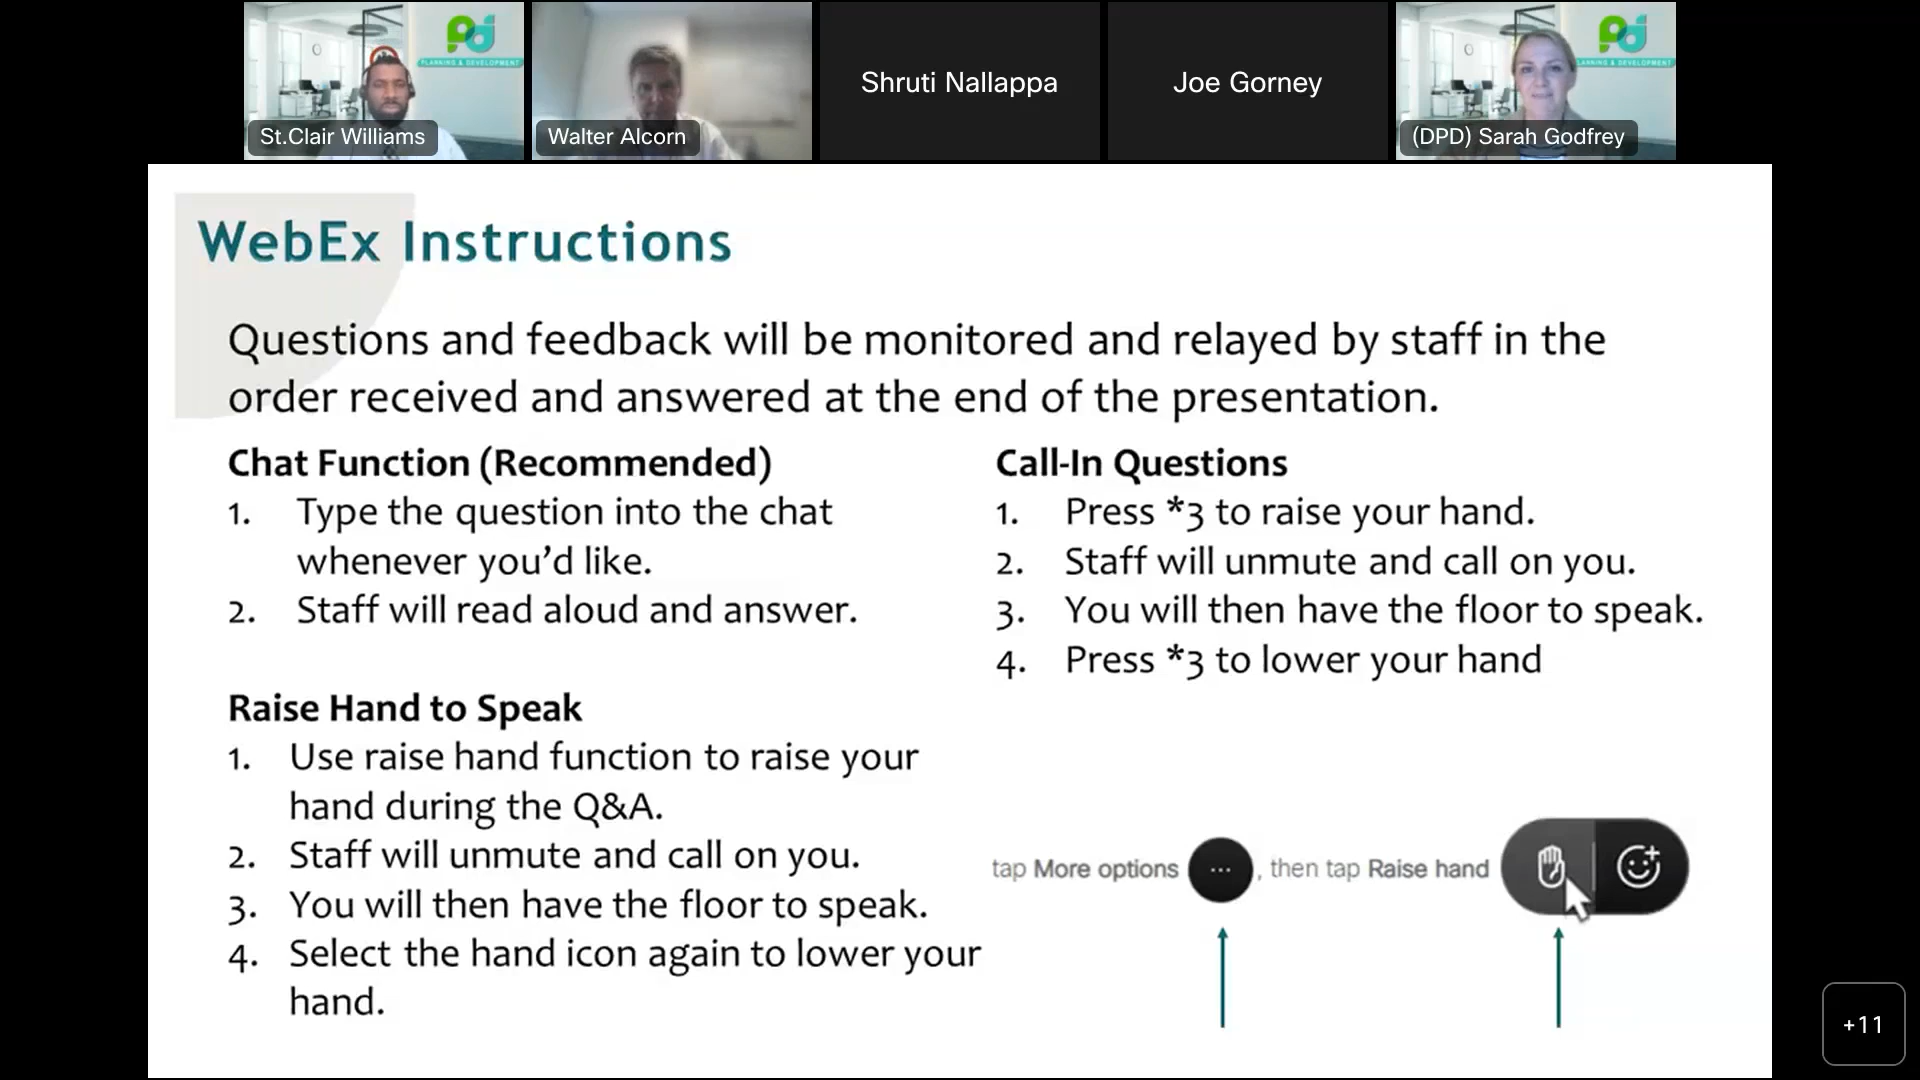 PLANNING & DEVELOPMENT
PLANNING & DEVELOPMENT
St.Clair Williams
Walter Alcorn
Shruti Nallappa
Joe Gorney
(DPD) Sarah Godfrey
WebEx Instructions
Questions and feedback will be monitored and relayed by staff in the
order received and answered at the end of the presentation.
Chat Function (Recommended)
1. Type the question into the chat
whenever you’d like.
2. Staff will read aloud and answer.
Raise Hand to Speak
1. Use raise hand function to raise your
hand during the Q&A.
2. Staff will unmute and call on you.
3. You will then have the floor to speak.
4. Select the hand icon again to lower your
hand.
Call-In Questions
1. Press *3 to raise your hand.
2. Staff will unmute and call on you.
3. You will then have the floor to speak.
4. Press *3 to lower your hand
tap More options ... , then tap Raise hand
+11